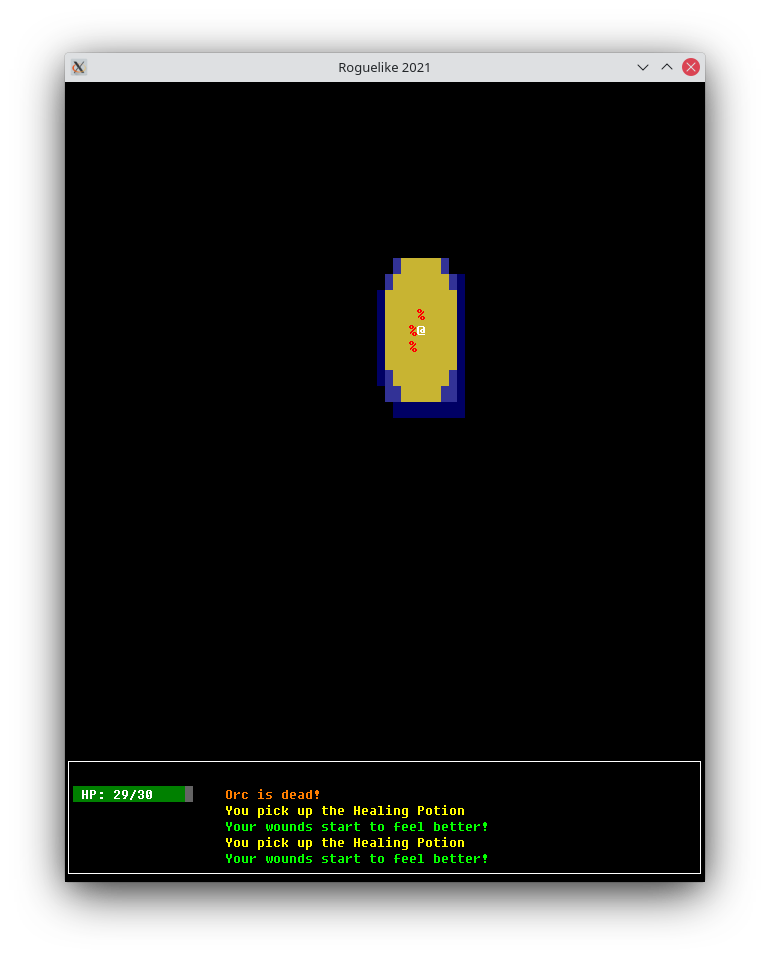 Roguelike 2021
%
%@
%
HP: 29/30
Orc is dead!
You pick up the Healing Potion
Your wounds start to feel better!
You pick up the Healing Potion
Your wounds start to feel better!